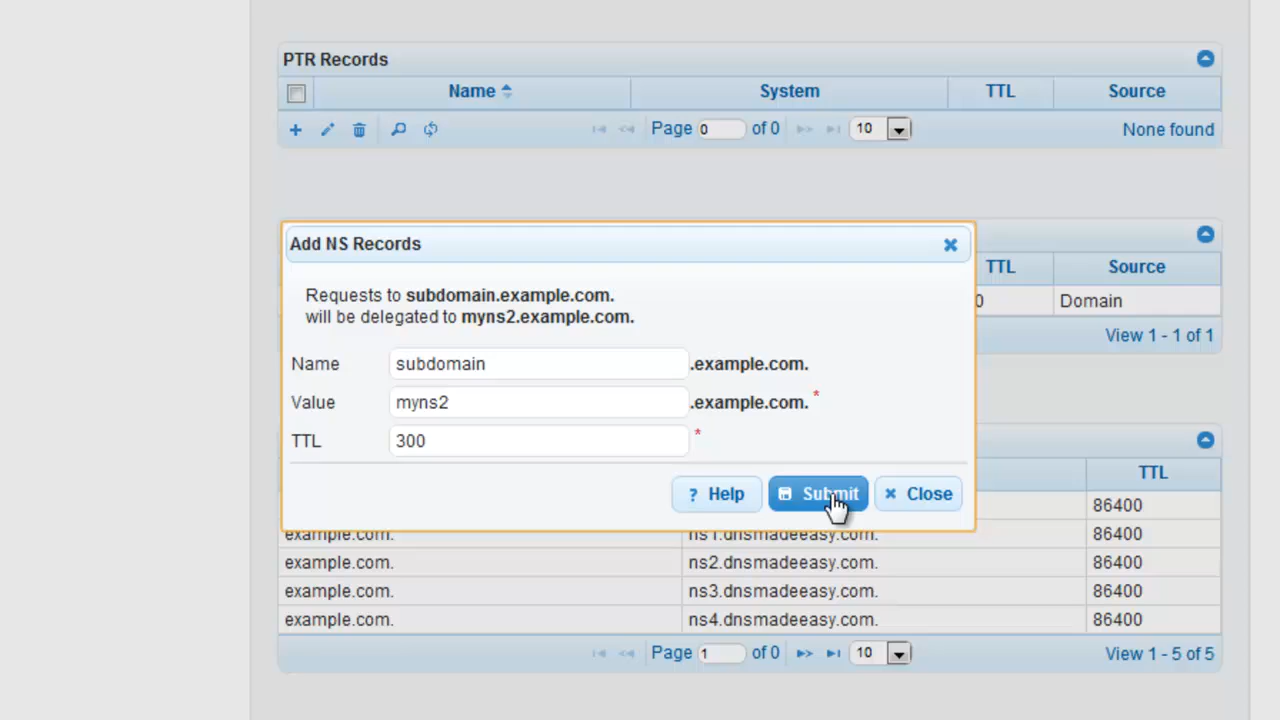 PTR Records
Name System TTL Source
Page 0 of 0 10 None found
Add NS Records
TTL Source
Requests to subdomain.example.com.
will be delegated to myns2.example.com.
0 Domain
View 1 - 1 of 1
Name subdomain .example.com.
Value myns2 .example.com. *
TTL 300 *
TTL
? Help Submit Close
86400
example.com. ns1.dnsmadeeasy.com. 86400
example.com. ns2.dnsmadeeasy.com. 86400
example.com. ns3.dnsmadeeasy.com. 86400
example.com. ns4.dnsmadeeasy.com. 86400
Page 1 of 0 10 View 1 - 5 of 5